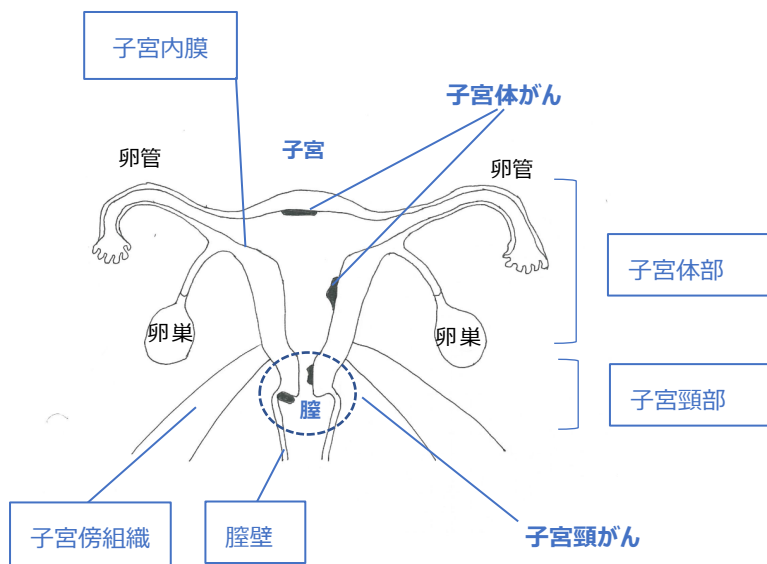 子宮内膜
子宮体がん
子宮
卵管
卵管
子宮体部
卵巣
卵巣
子宮頸部
膣
子宮傍組織
膣壁
子宮頸がん